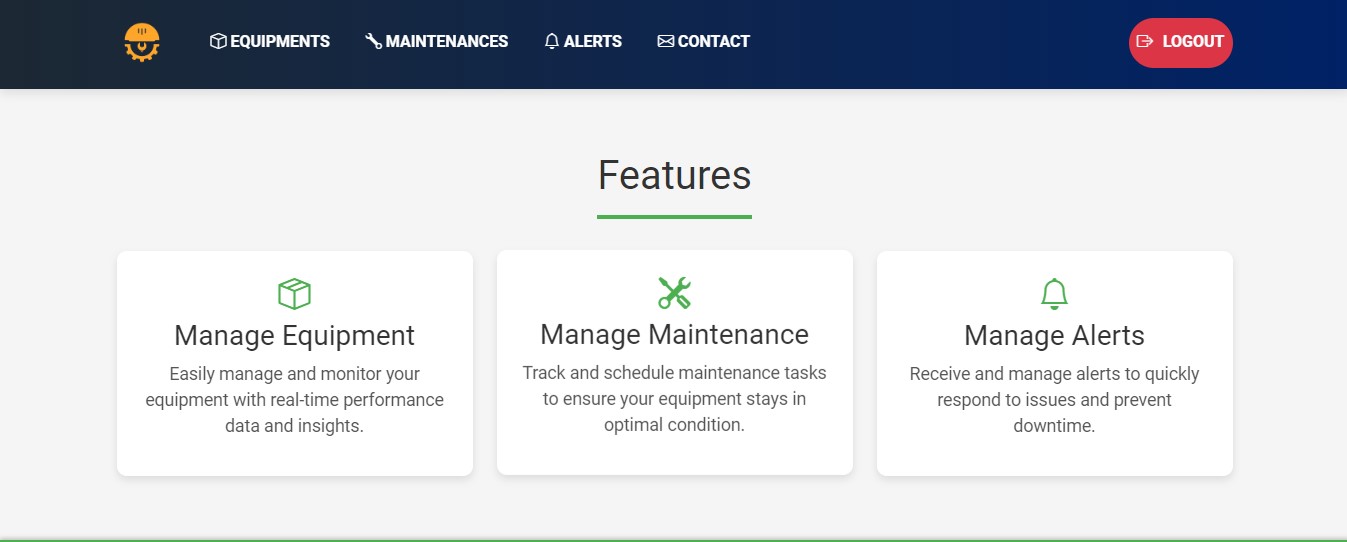 EQUIPMENTS MAINTENANCES ALERTS CONTACT LOGOUT
Features
Manage Equipment
Easily manage and monitor your
equipment with real-time performance
data and insights.
Manage Maintenance
Track and schedule maintenance tasks
to ensure your equipment stays in
optimal condition.
Manage Alerts
Receive and manage alerts to quickly
respond to issues and prevent
downtime.